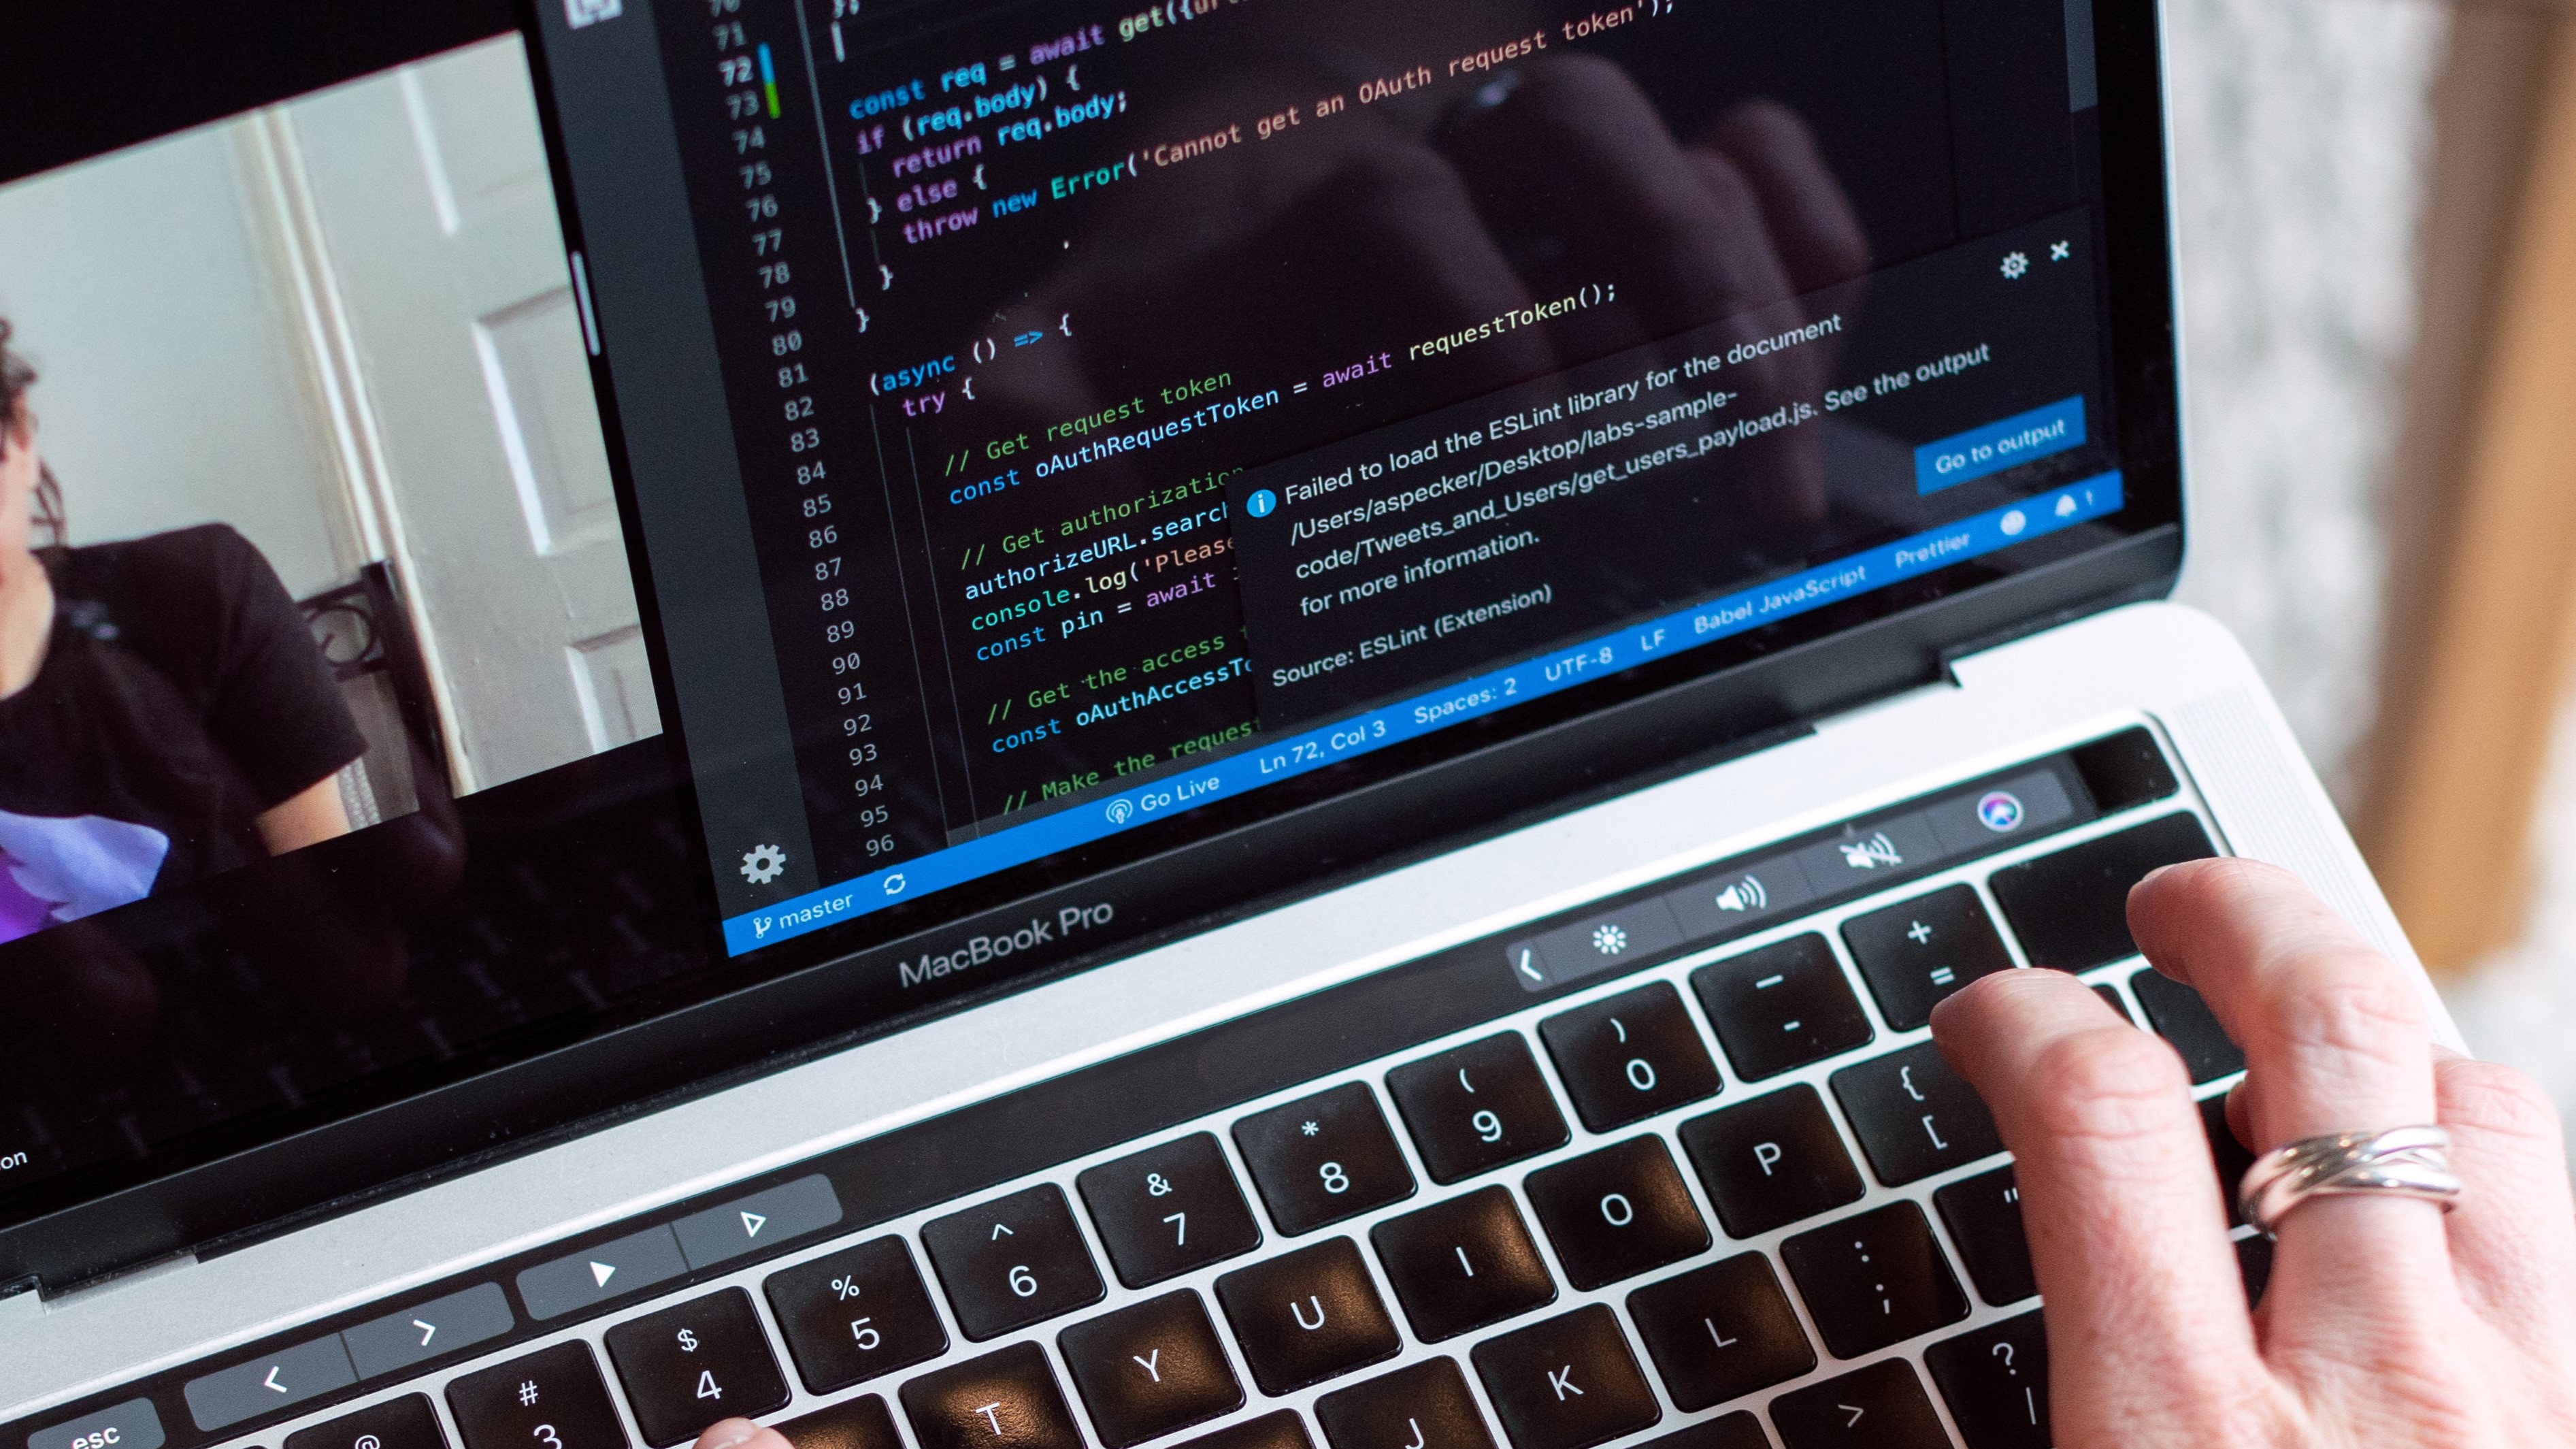 71
72
73
74
75
76
77
78
79
80
81
82
83
84
85
86
87
88
89
90
91
92
93
94
95
96
const req = await get({
if (req.body) {
return req.body;
} else {
throw new Error('Cannot get an OAuth request token');
}
}
(async () => {
try {
// Get request token
const oAuthRequestToken = await requestToken();
// Get authorization
authorizeURL.search
console.log('Please
const pin = await
// Get the access
const oAuthAccessTo
// Make the request
Failed to load the ESLint library for the document
/Users/aspecker/Desktop/labs-sample-
code/Tweets_and_Users/get_users_payload.js. See the output
for more information.
Source: ESLint (Extension)
Go to output
master
Go Live
Ln 72, Col 3
Spaces: 2
UTF-8
LF
Babel JavaScript
Prettier
1
on
MacBook Pro
esc
@
# 3
$ 4
% 5
^ 6
& 7
* 8
( 9
) 0
— -
+ =
T
Y
U
I
O
P
{ [
J
K
L
: ;
"
>
? /